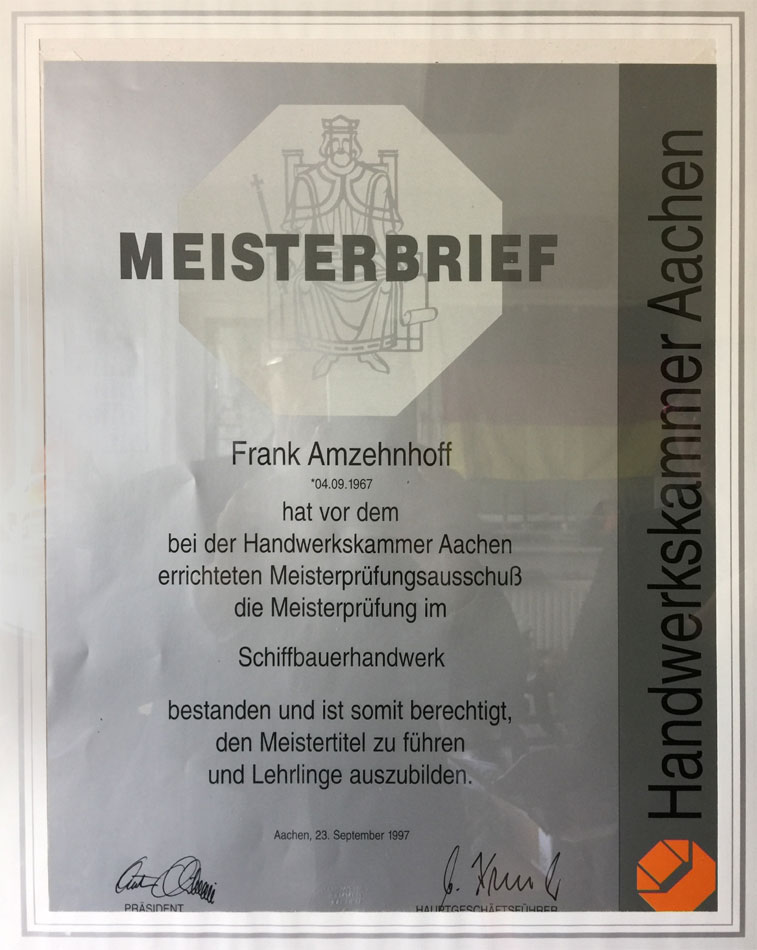 MEISTERBRIEF
Frank Amzehnhoff
*04.09.1967
hat vor dem
bei der Handwerkskammer Aachen
errichteten Meisterprüfungsausschuß
die Meisterprüfung im
Schiffbauerhandwerk
bestanden und ist somit berechtigt,
den Meistertitel zu führen
und Lehrlinge auszubilden.
Aachen, 23. September 1997
PRÄSIDENT
HAUPTGESCHÄFTSFÜHRER
Handwerkskammer Aachen